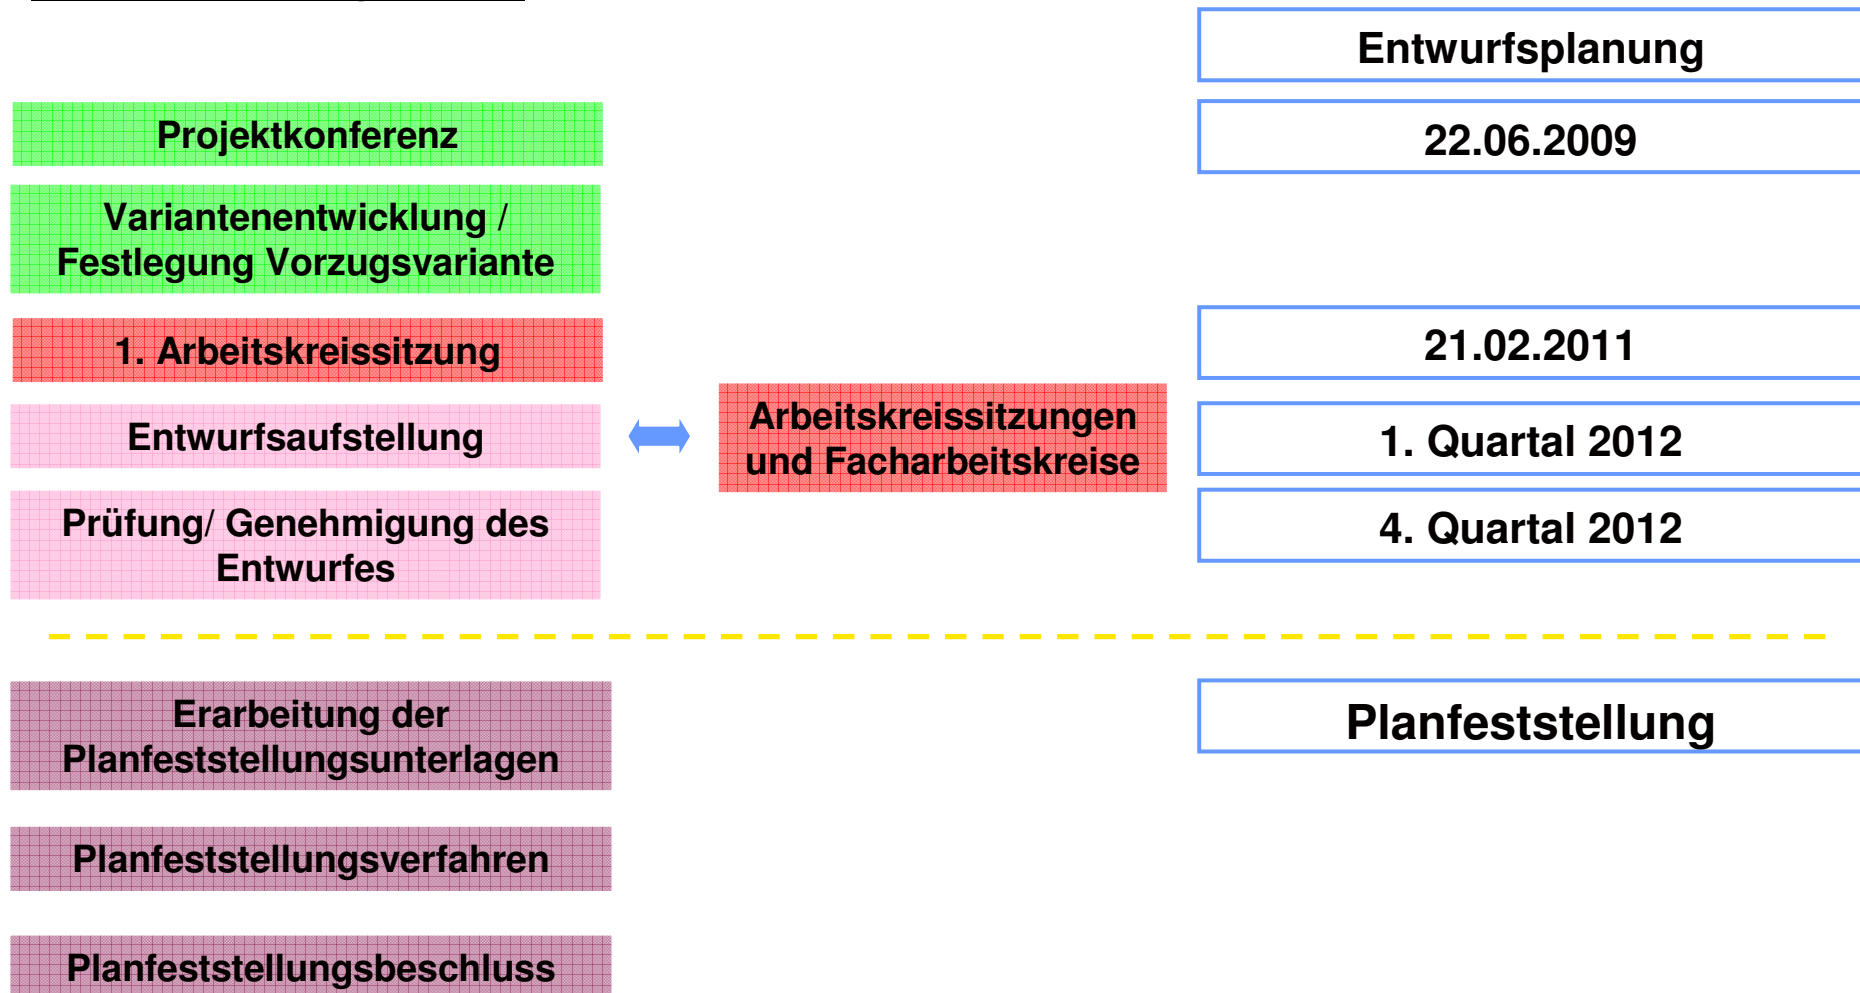 Entwurfsplanung
Projektkonferenz
22.06.2009
Variantenentwicklung /
Festlegung Vorzugsvariante
1. Arbeitskreissitzung
21.02.2011
Entwurfsaufstellung
Arbeitskreissitzungen
und Facharbeitskreise
1. Quartal 2012
Prüfung/ Genehmigung des
Entwurfes
4. Quartal 2012
Erarbeitung der
Planfeststellungsunterlagen
Planfeststellung
Planfeststellungsverfahren
Planfeststellungsbeschluss